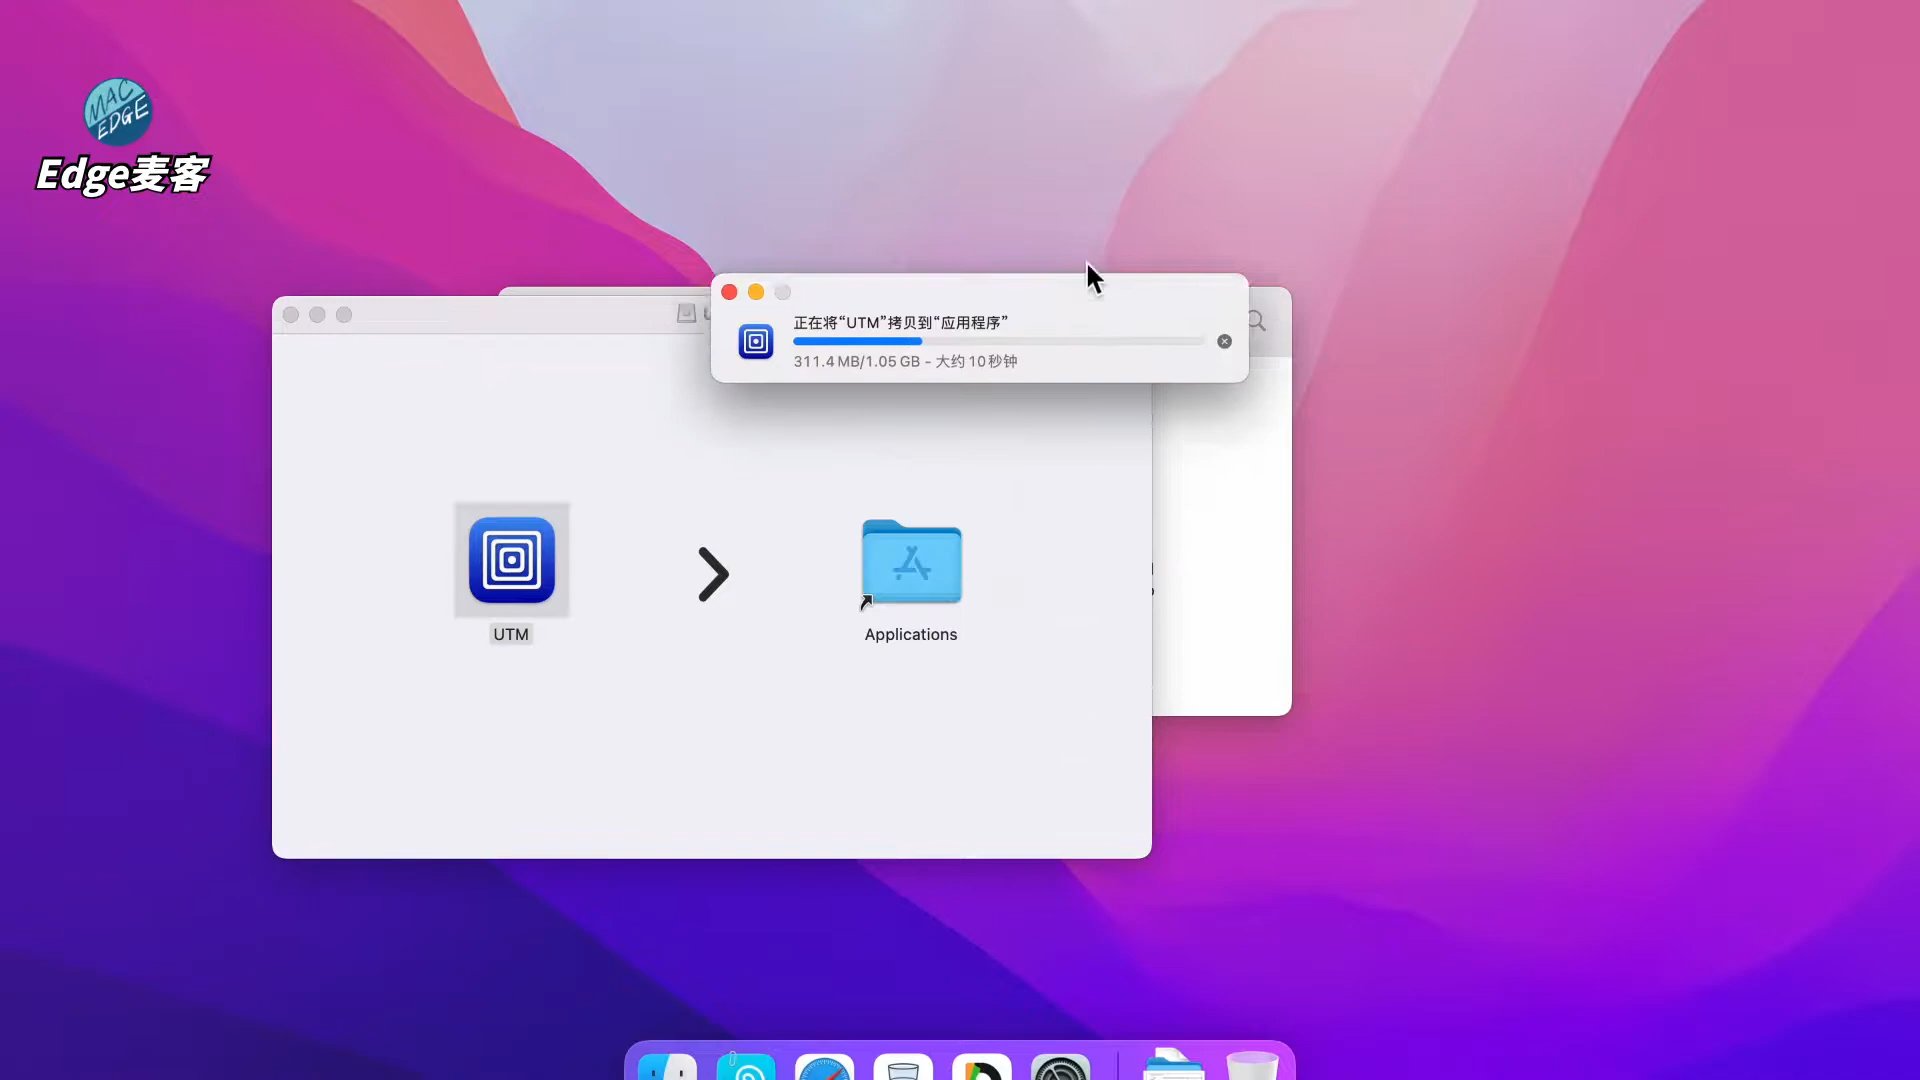 MAC
EDGE
Edge麦客
正在将“UTM”拷贝到“应用程序”
311.4 MB/1.05 GB - 大约 10 秒钟
UTM
Applications